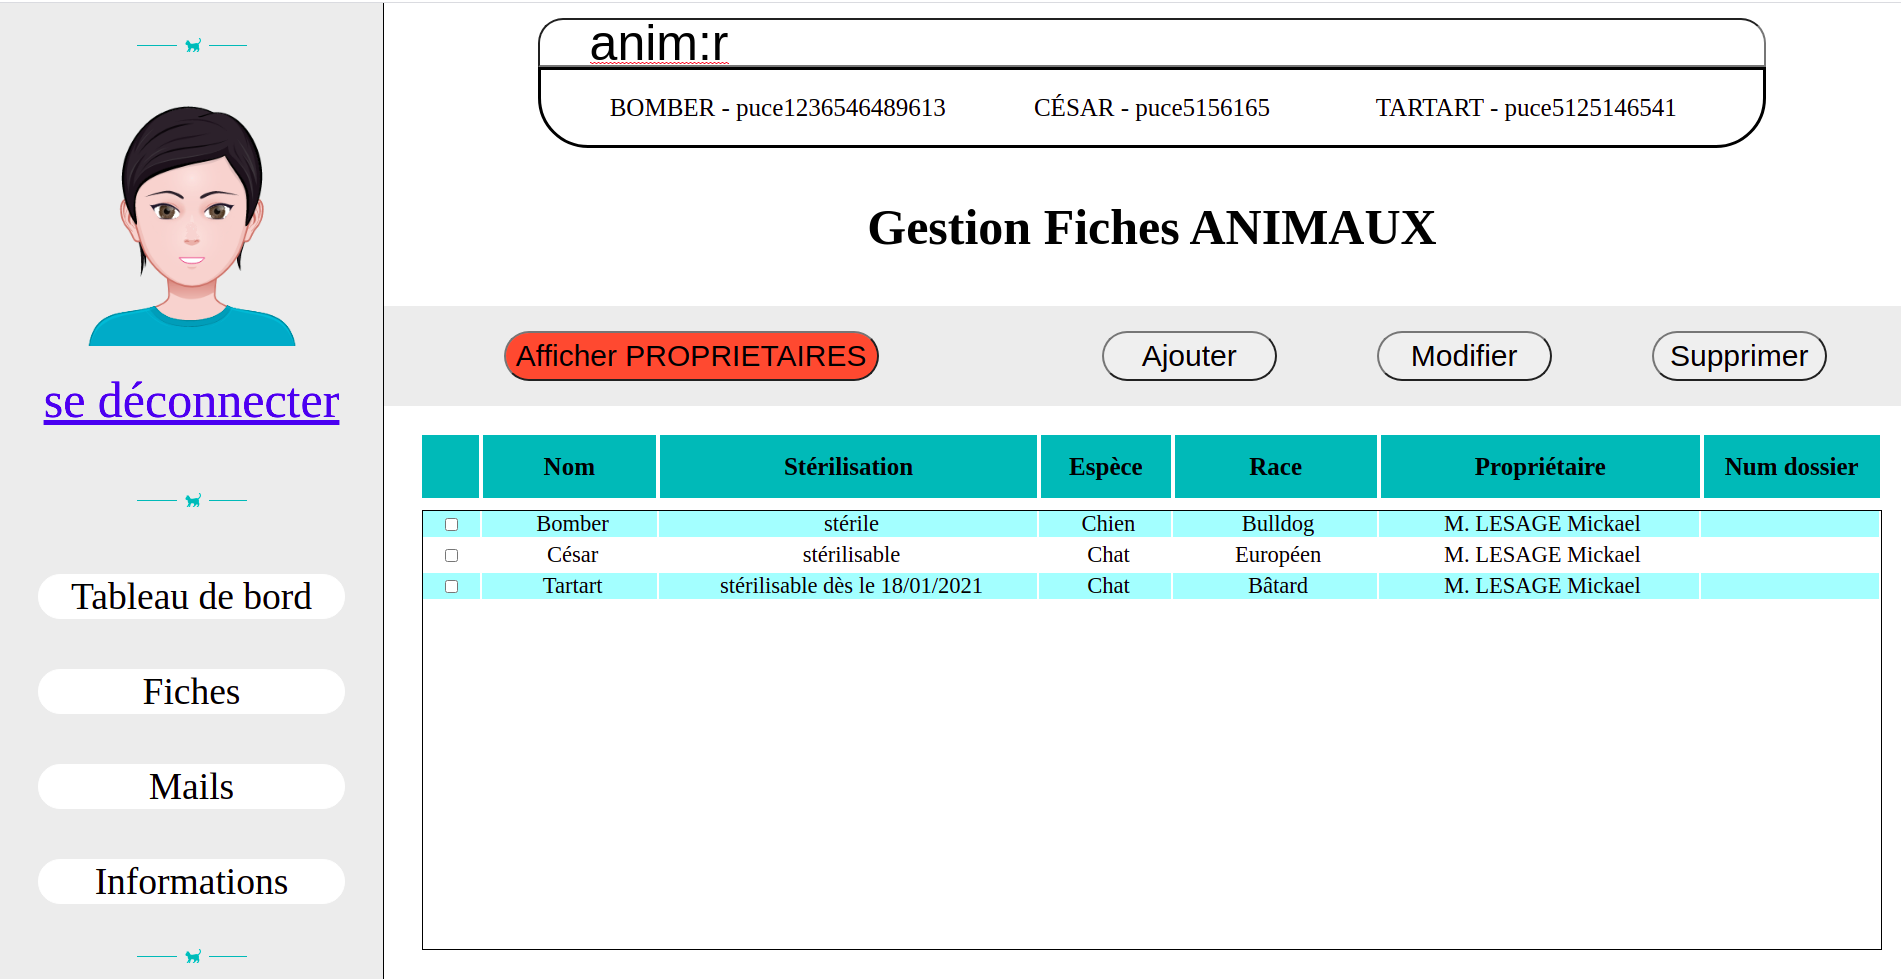 se déconnecter
Tableau de bord
Fiches
Mails
Informations
anim:r
BOMBER - puce1236546489613 CÉSAR - puce5156165 TARTART - puce5125146541
Gestion Fiches ANIMAUX
Afficher PROPRIETAIRES Ajouter Modifier Supprimer
Nom Stérilisation Espèce Race Propriétaire Num dossier
Bomber stérile Chien Bulldog M. LESAGE Mickael
César stérilisable Chat Européen M. LESAGE Mickael
Tartart stérilisable dès le 18/01/2021 Chat Bâtard M. LESAGE Mickael